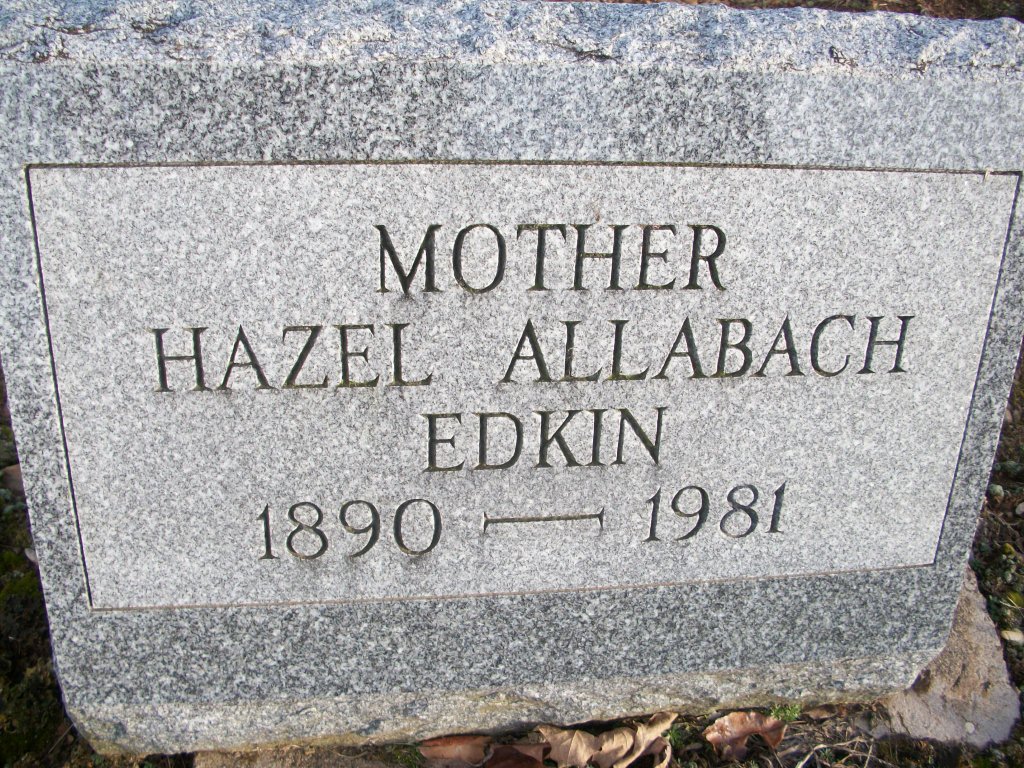 MOTHER
HAZEL ALLABACH
EDKIN
1890 — 1981